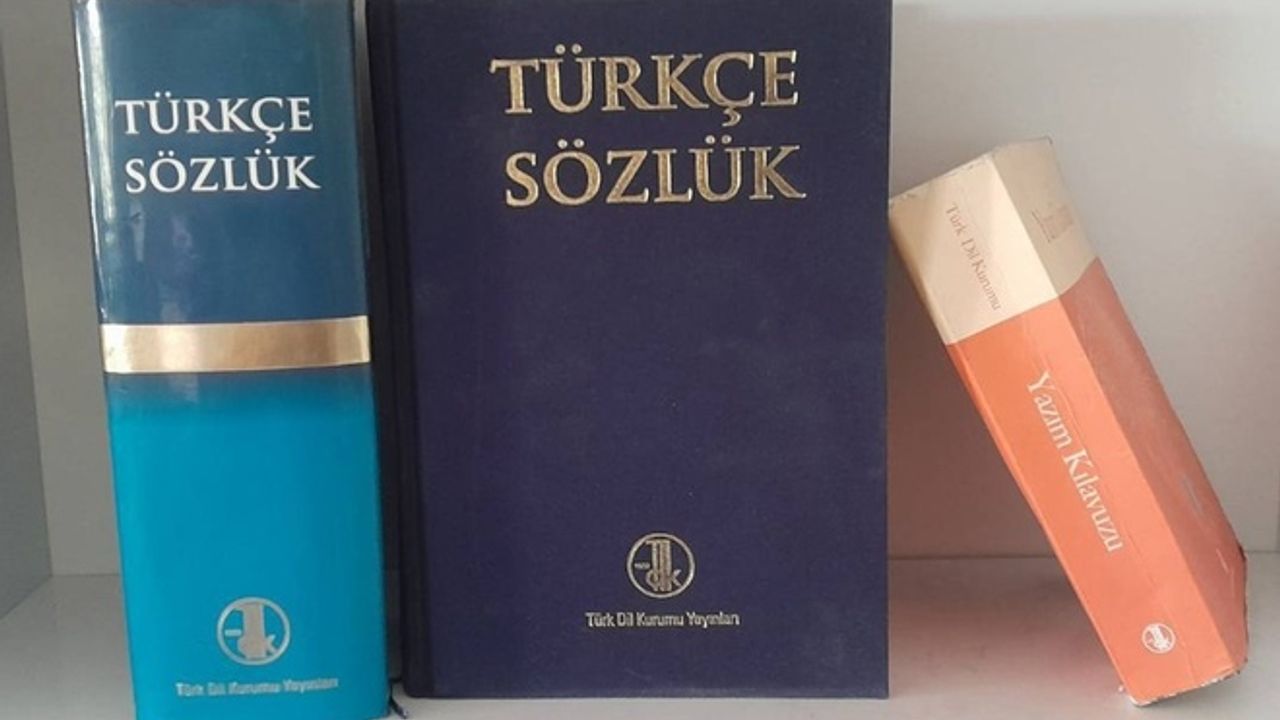 TÜRKÇE
SÖZLÜK
Türk Dil Kurumu Yayınları
TÜRKÇE
SÖZLÜK
Türk Dil Kurumu Yayınları
Türk Dil Kurumu
Yazım Kılavuzu